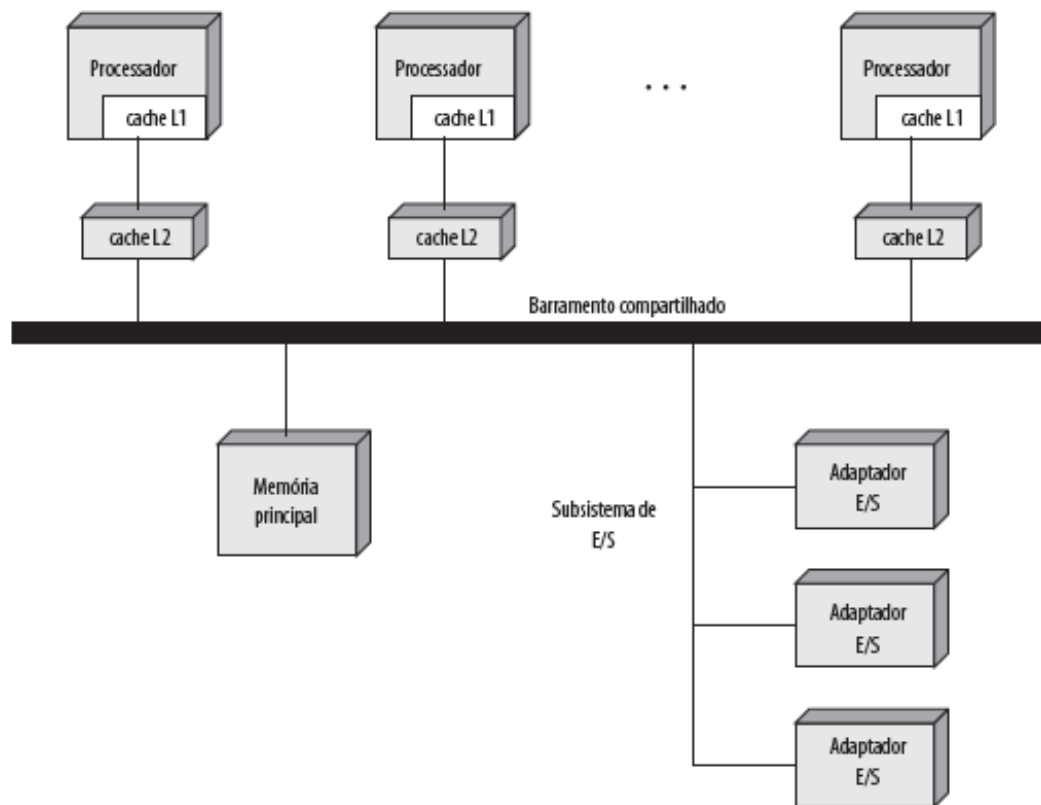 Processador
cache L1
Processador
cache L1
. . .
Processador
cache L1
cache L2
cache L2
cache L2
Barramento compartilhado
Memória
principal
Subsistema de
E/S
Adaptador
E/S
Adaptador
E/S
Adaptador
E/S